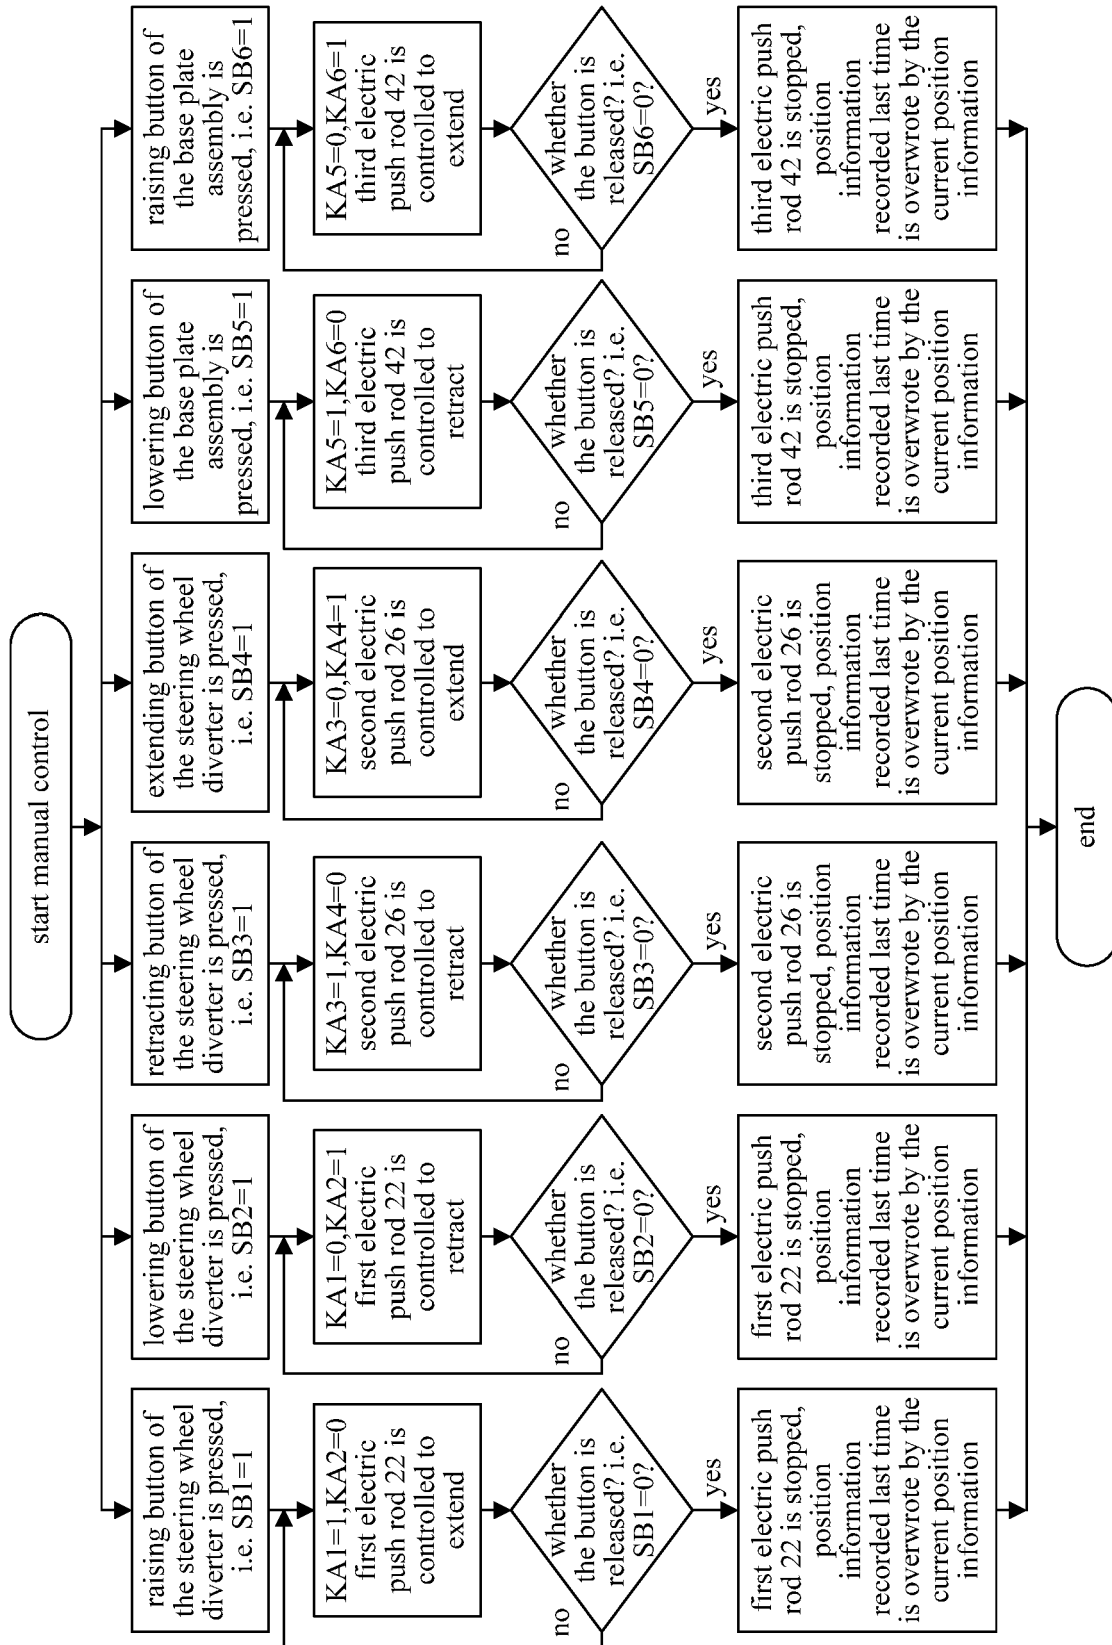 start manual control
raising button of
the steering wheel
diverter is pressed,
i.e. SB1=1
KA1=1,KA2=0
first electric
push rod 22 is
controlled to
extend
whether
the button is
released? i.e.
SB1=0?
no
yes
first electric push
rod 22 is stopped,
position
information
recorded last time
is overwrote by the
current position
information
lowering button of
the steering wheel
diverter is pressed,
i.e. SB2=1
KA1=0,KA2=1
first electric
push rod 22 is
controlled to
retract
whether
the button is
released? i.e.
SB2=0?
no
yes
first electric push
rod 22 is stopped,
position
information
recorded last time
is overwrote by the
current position
information
retracting button of
the steering wheel
diverter is pressed,
i.e. SB3=1
KA3=1,KA4=0
second electric
push rod 26 is
controlled to
retract
whether
the button is
released? i.e.
SB3=0?
no
yes
second electric
push rod 26 is
stopped, position
information
recorded last time
is overwrote by the
current position
information
extending button of
the steering wheel
diverter is pressed,
i.e. SB4=1
KA3=0,KA4=1
second electric
push rod 26 is
controlled to
extend
whether
the button is
released? i.e.
SB4=0?
no
yes
second electric
push rod 26 is
stopped, position
information
recorded last time
is overwrote by the
current position
information
lowering button of
the base plate
assembly is
pressed, i.e. SB5=1
KA5=1,KA6=0
third electric
push rod 42 is
controlled to
retract
whether
the button is
released? i.e.
SB5=0?
no
yes
third electric push
rod 42 is stopped,
position
information
recorded last time
is overwrote by the
current position
information
raising button of
the base plate
assembly is
pressed, i.e. SB6=1
KA5=0,KA6=1
third electric
push rod 42 is
controlled to
extend
whether
the button is
released? i.e.
SB6=0?
no
yes
third electric push
rod 42 is stopped,
position
information
recorded last time
is overwrote by the
current position
information
end